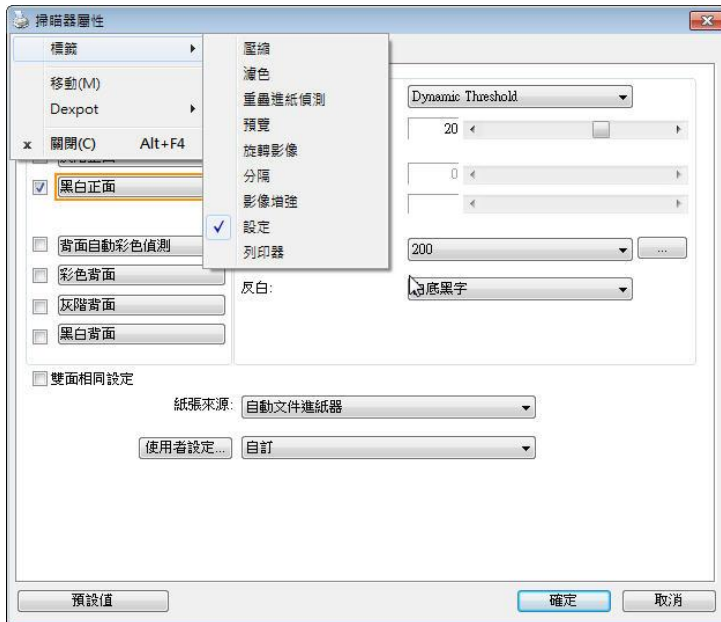 掃瞄器屬性
標籤
移動(M)
Dexpot
x 關閉(C) Alt+F4
壓縮
濾色
重疊進紙偵測
預覽
旋轉影像
分隔
影像增強
設定
列印器
Dynamic Threshold
20
0
黑白正面
背面自動彩色偵測
彩色背面
灰階背面
黑白背面
200
...
反白:
白底黑字
雙面相同設定
紙張來源:
自動文件進紙器
使用者設定...
自訂
預設值
確定
取消